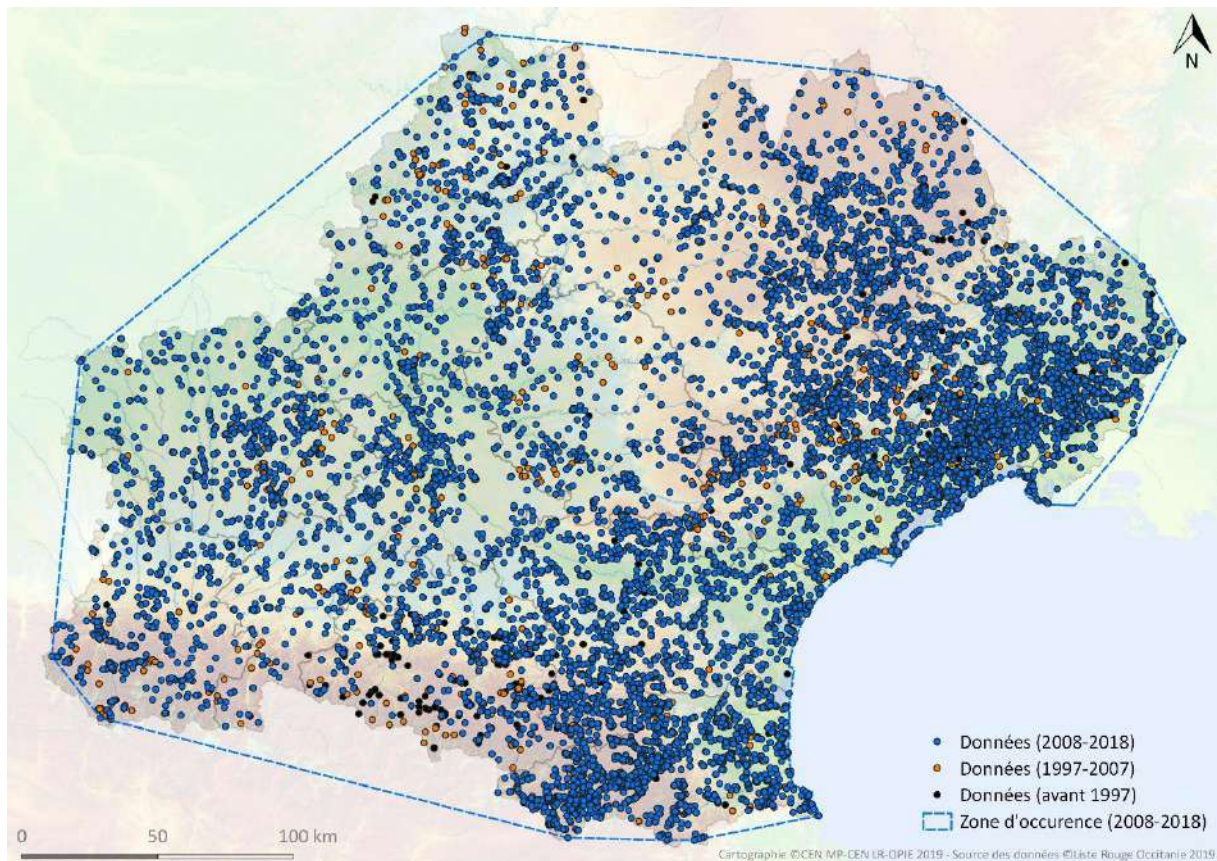 N
Données (2008-2018)
Données (1997-2007)
Données (avant 1997)
Zone d'occurence (2008-2018)
0 50 100 km
Cartographie ©CEN MP-CEN LR-OPIE 2019 - Source des données ©Liste Rouge Occitanie 2019